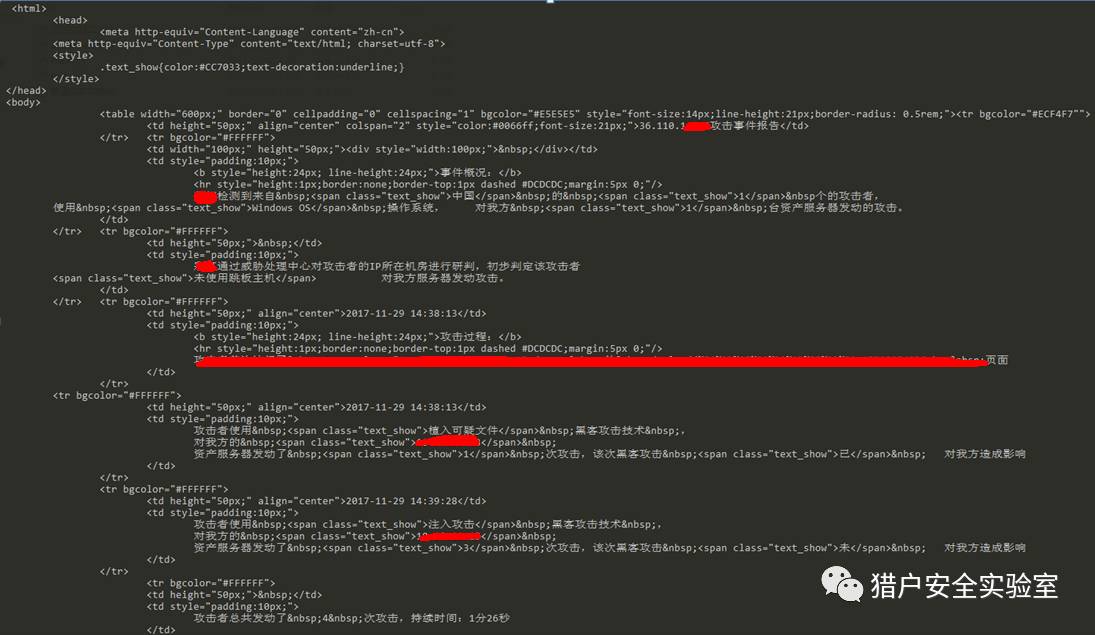 <html>
<head>
<meta http-equiv="Content-Language" content="zh-cn">
<meta http-equiv="Content-Type" content="text/html; charset=utf-8">
<style>
.text_show{color:#CC7033;text-decoration:underline;}
</style>
</head>
<body>
<table width="600px;" border="0" cellpadding="0" cellspacing="1" bgcolor="#E5E5E5" style="font-size:14px;line-height:21px;border-radius: 0.5rem;"><tr bgcolor="#ECF4F7"">
<td height="50px;" align="center" colspan="2" style="color:#0066ff;font-size:21px;">36.110.1 攻击事件报告</td>
</tr> <tr bgcolor="#FFFFFF">
<td width="100px;" height="50px;"><div style="width:100px;">&nbsp;</div></td>
<td style="padding:10px;">
<b style="height:24px; line-height:24px;">事件概况：</b>
<hr style="height:1px;border:none;border-top:1px dashed #DCDCDC;margin:5px 0;"/>
检测到来自&nbsp;<span class="text_show">中国</span>&nbsp;的&nbsp;<span class="text_show">1</span>&nbsp个的攻击者，
使用&nbsp;<span class="text_show">Windows OS</span>&nbsp;操作系统， 对我方&nbsp;<span class="text_show">1</span>&nbsp;台资产服务器发动的攻击。
</td>
</tr> <tr bgcolor="#FFFFFF">
<td height="50px;">&nbsp;</td>
<td style="padding:10px;">
通过威胁处理中心对攻击者的IP所在机房进行研判，初步判定该攻击者
<span class="text_show">未使用跳板主机</span> 对我方服务器发动攻击。
</td>
</tr> <tr bgcolor="#FFFFFF">
<td height="50px;" align="center">2017-11-29 14:38:13</td>
<td style="padding:10px;">
<b style="height:24px; line-height:24px;">攻击过程：</b>
<hr style="height:1px;border:none;border-top:1px dashed #DCDCDC;margin:5px 0;"/>
页面
</td>
</tr>
<tr bgcolor="#FFFFFF">
<td height="50px;" align="center">2017-11-29 14:38:13</td>
<td style="padding:10px;">
攻击者使用&nbsp;<span class="text_show">植入可疑文件</span>&nbsp;黑客攻击技术&nbsp;，
对我方的&nbsp;<span class="text_show"> </span>&nbsp;
资产服务器发动了&nbsp;<span class="text_show">1</span>&nbsp;次攻击，该次黑客攻击&nbsp;<span class="text_show">已</span>&nbsp; 对我方造成影响
</td>
</tr>
<tr bgcolor="#FFFFFF">
<td height="50px;" align="center">2017-11-29 14:39:28</td>
<td style="padding:10px;">
攻击者使用&nbsp;<span class="text_show">注入攻击</span>&nbsp;黑客攻击技术&nbsp;，
对我方的&nbsp;<span class="text_show">1 </span>&nbsp;
资产服务器发动了&nbsp;<span class="text_show">3</span>&nbsp;次攻击，该次黑客攻击&nbsp;<span class="text_show">未</span>&nbsp; 对我方造成影响
</td>
</tr>
<tr bgcolor="#FFFFFF">
<td height="50px;">&nbsp;</td>
<td style="padding:10px;">
攻击者总共发动了&nbsp;4&nbsp;次攻击，持续时间：1分26秒
</td>
猎户安全实验室